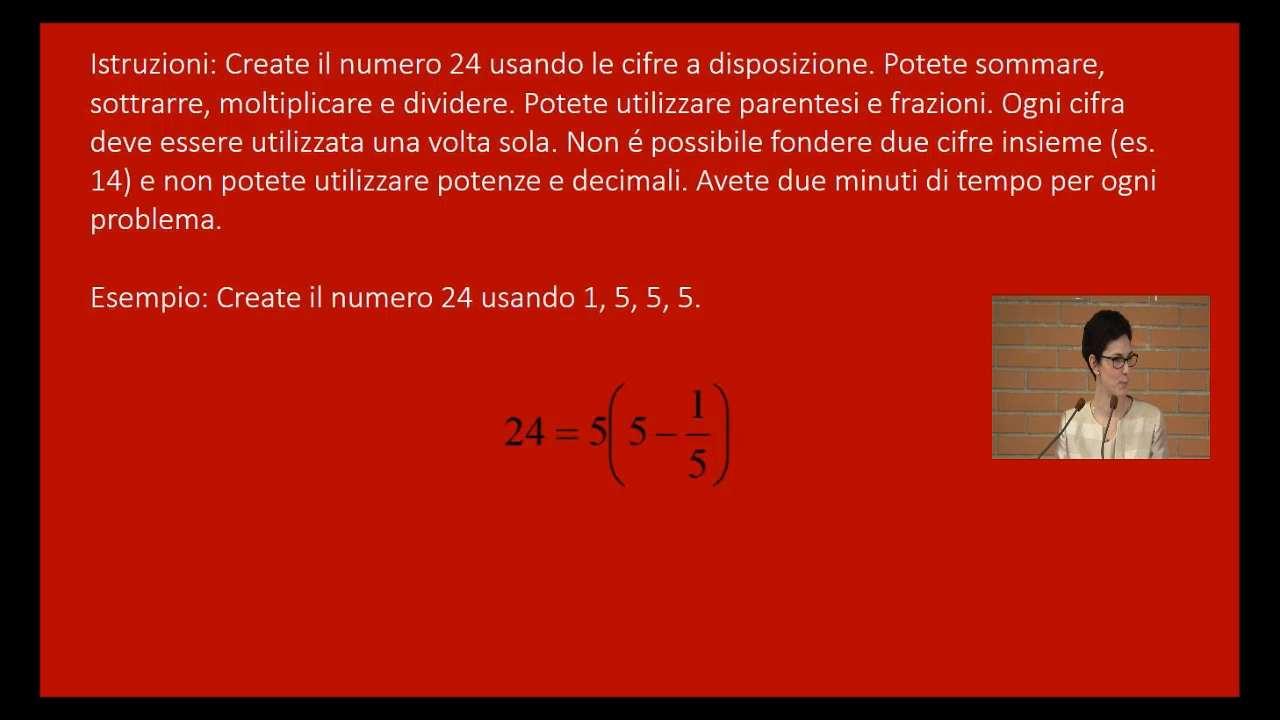 Istruzioni: Create il numero 24 usando le cifre a disposizione. Potete sommare,
sottrarre, moltiplicare e dividere. Potete utilizzare parentesi e frazioni. Ogni cifra
deve essere utilizzata una volta sola. Non é possibile fondere due cifre insieme (es.
14) e non potete utilizzare potenze e decimali. Avete due minuti di tempo per ogni
problema.
Esempio: Create il numero 24 usando 1, 5, 5, 5.
24 = 5(5 − 1/5)